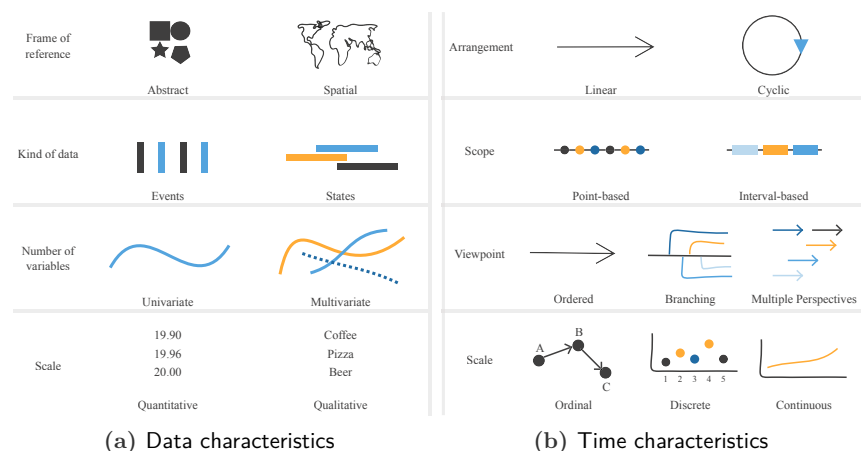 Frame of
reference
Abstract
Spatial
Kind of data
Events
States
Number of
variables
Univariate
Multivariate
Scale
19.90
19.96
20.00
Coffee
Pizza
Beer
Quantitative
Qualitative
(a) Data characteristics
Arrangement
Linear
Cyclic
Scope
Point-based
Interval-based
Viewpoint
Ordered
Branching
Multiple Perspectives
Scale
A
B
C
1 2 3 4 5
Ordinal
Discrete
Continuous
(b) Time characteristics